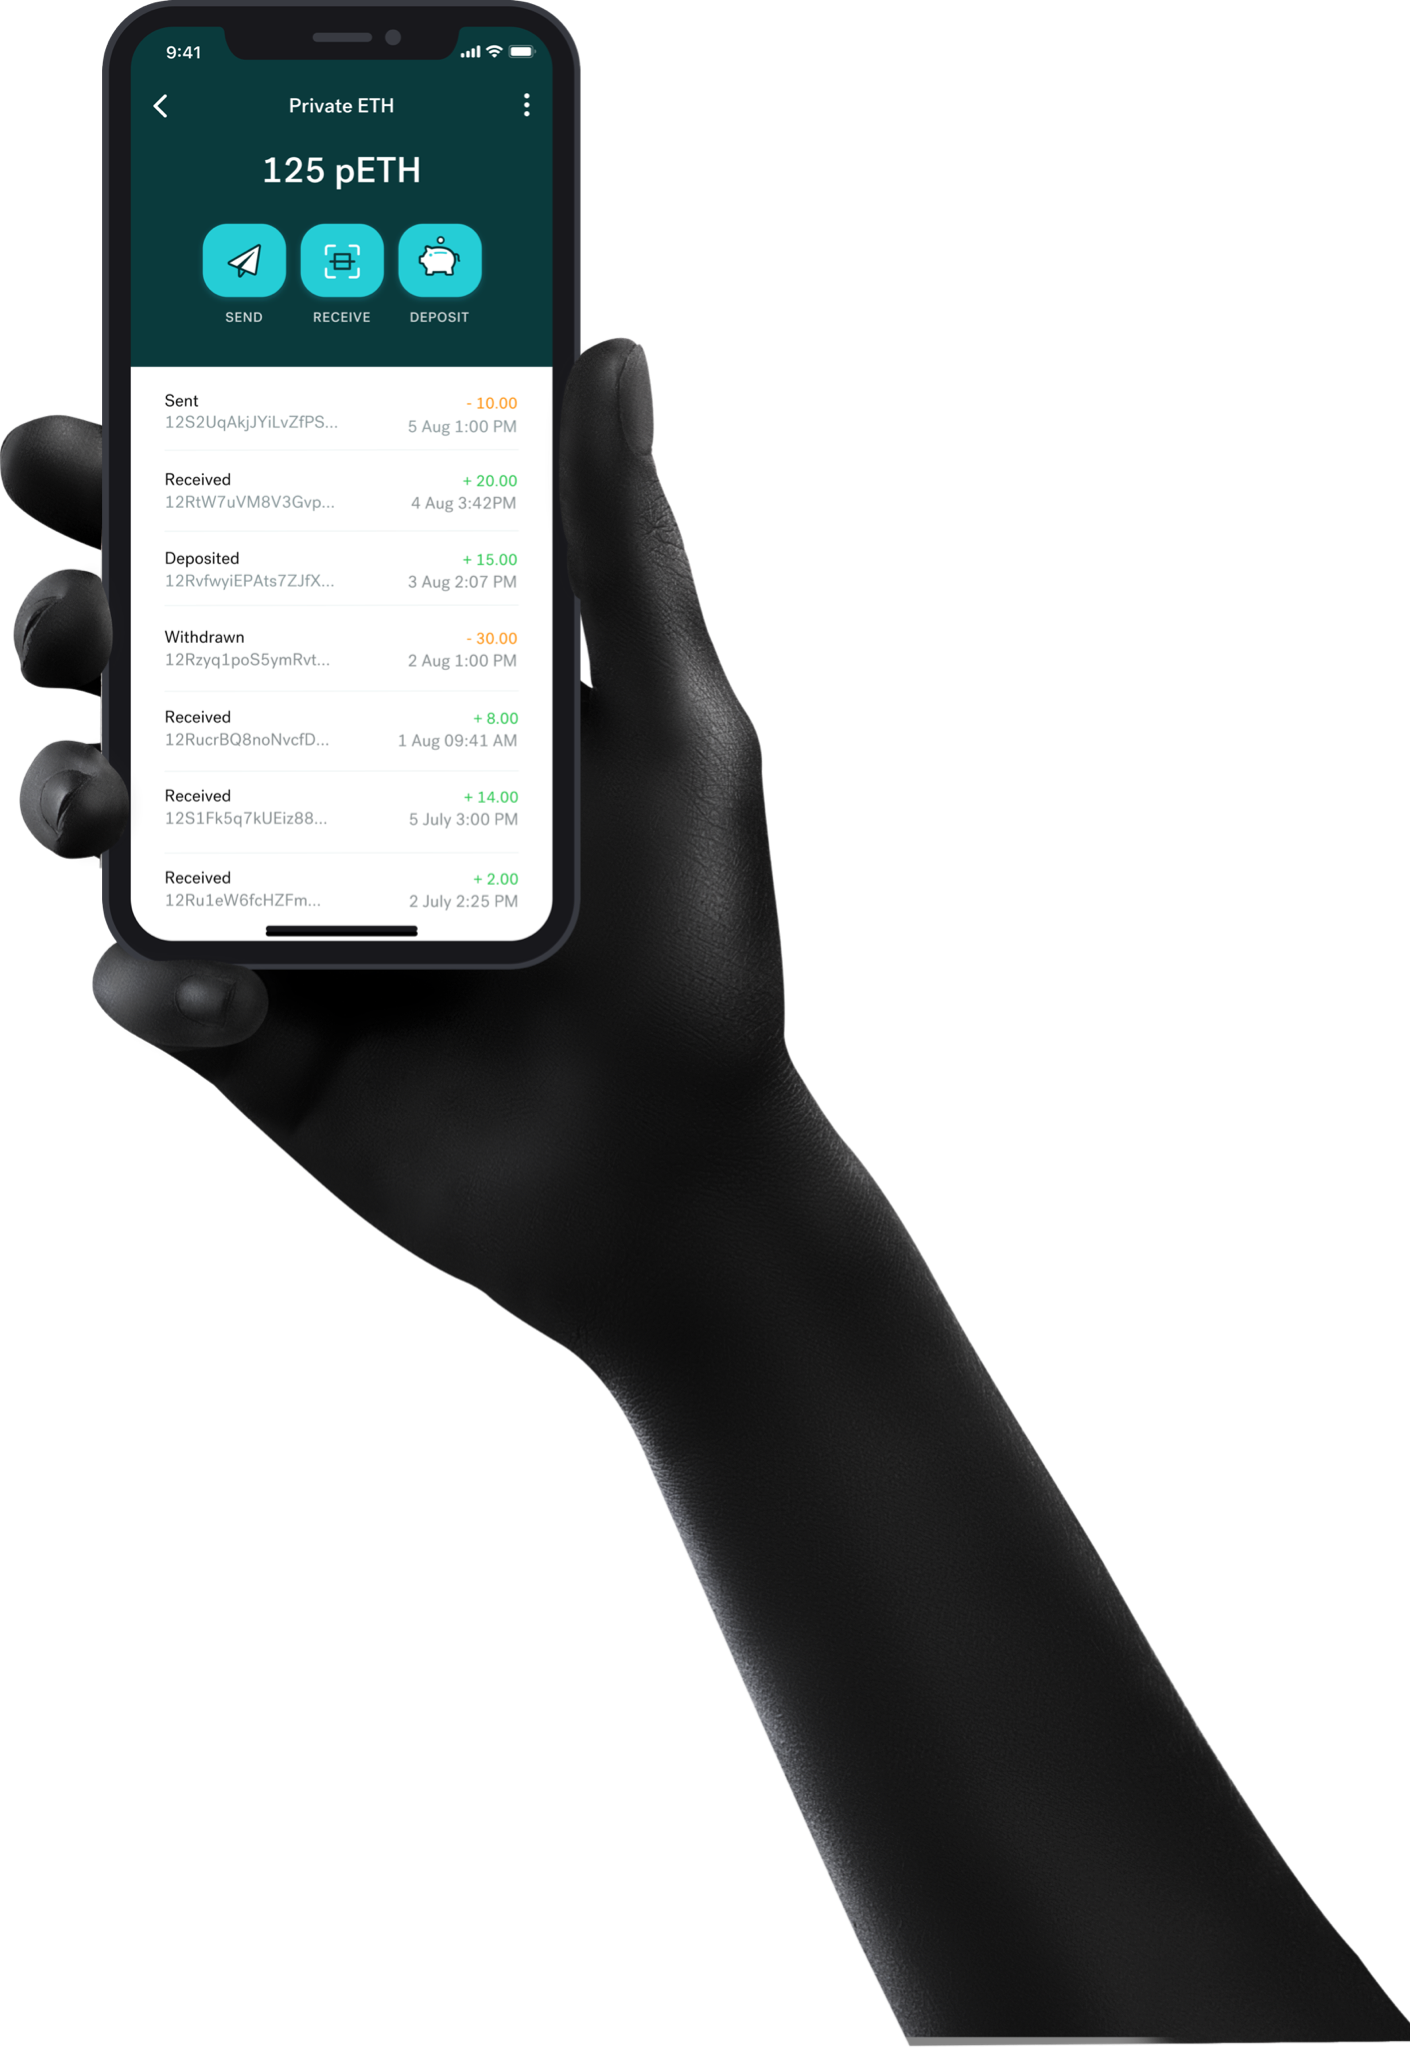 9:41
Private ETH
125 pETH
SEND RECEIVE DEPOSIT
Sent - 10.00
12S2UqAkjJYiLvZfPS... 5 Aug 1:00 PM
Received + 20.00
12RtW7uVM8V3Gvp... 4 Aug 3:42PM
Deposited + 15.00
12RvfwyiEPAts7ZJfX... 3 Aug 2:07 PM
Withdrawn - 30.00
12Rzyq1poS5ymRvt... 2 Aug 1:00 PM
Received + 8.00
12RucrBQ8noNvcfD... 1 Aug 09:41 AM
Received + 14.00
12S1Fk5q7kUEiz88... 5 July 3:00 PM
Received + 2.00
12Ru1eW6fcHZFm... 2 July 2:25 PM